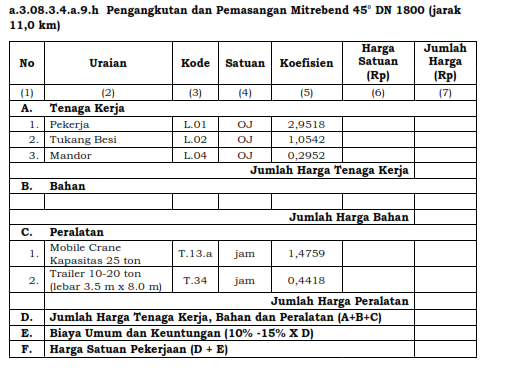 a.3.08.3.4.a.9.h Pengangkutan dan Pemasangan Mitrebend 45° DN 1800 (jarak
11,0 km)
No Uraian Kode Satuan Koefisien Harga Satuan (Rp) Jumlah Harga (Rp)
(1) (2) (3) (4) (5) (6) (7)
A. Tenaga Kerja
1. Pekerja L.01 OJ 2,9518
2. Tukang Besi L.02 OJ 1,0542
3. Mandor L.04 OJ 0,2952
Jumlah Harga Tenaga Kerja
B. Bahan
Jumlah Harga Bahan
C. Peralatan
1. Mobile Crane Kapasitas 25 ton T.13.a jam 1,4759
2. Trailer 10-20 ton (lebar 3.5 m x 8.0 m) T.34 jam 0,4418
Jumlah Harga Peralatan
D. Jumlah Harga Tenaga Kerja, Bahan dan Peralatan (A+B+C)
E. Biaya Umum dan Keuntungan (10% -15% X D)
F. Harga Satuan Pekerjaan (D + E)